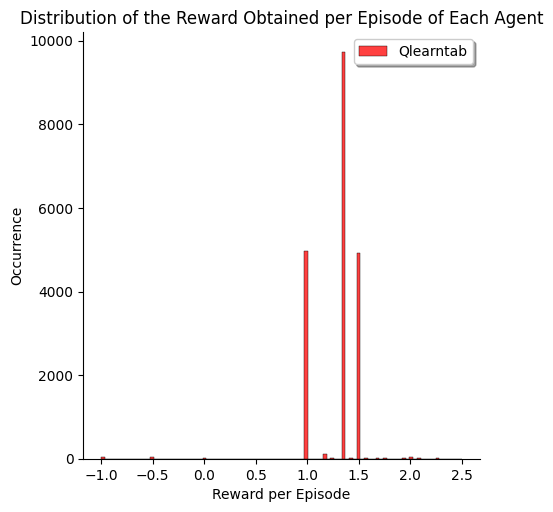 Distribution of the Reward Obtained per Episode of Each Agent
Qlearntab
10000
8000
6000
4000
2000
0
Occurrence
−1.0 −0.5 0.0 0.5 1.0 1.5 2.0 2.5
Reward per Episode